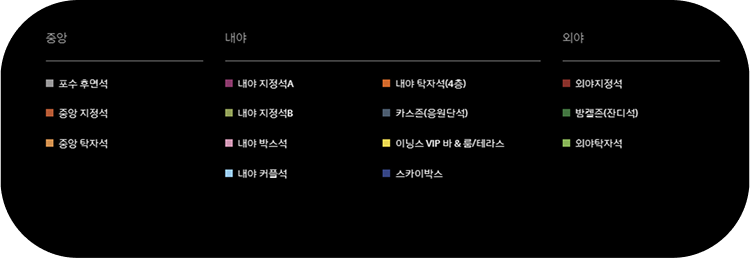 중앙
포수 후면석
중앙 지정석
중앙 탁자석
내야
내야 지정석A
내야 지정석B
내야 박스석
내야 커플석
내야 탁자석(4층)
카스존(응원단석)
이닝스 VIP 바 & 룸/테라스
스카이박스
외야
외야지정석
방켈존(잔디석)
외야탁자석